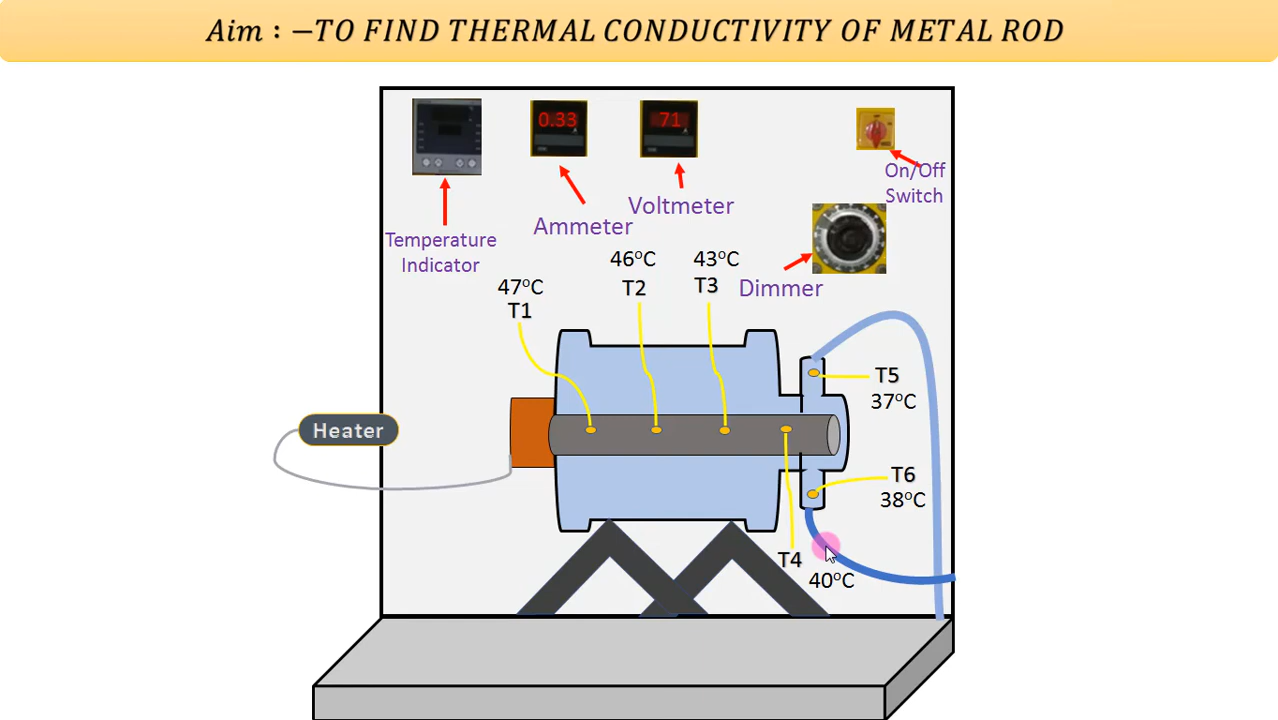 Aim : −TO FIND THERMAL CONDUCTIVITY OF METAL ROD
0.33
71
On/Off
Switch
Voltmeter
Ammeter
Temperature
Indicator
46°C
T2
43°C
T3
Dimmer
47°C
T1
T5
37°C
Heater
T6
38°C
T4
40°C